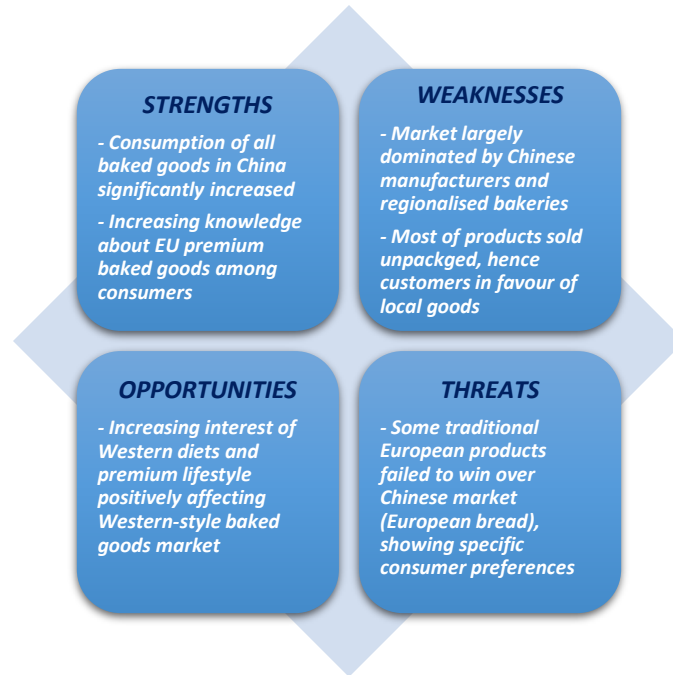 STRENGTHS
- Consumption of all
baked goods in China
significantly increased
- Increasing knowledge
about EU premium
baked goods among
consumers
WEAKNESSES
- Market largely
dominated by Chinese
manufacturers and
regionalised bakeries
- Most of products sold
unpackged, hence
customers in favour of
local goods
OPPORTUNITIES
- Increasing interest of
Western diets and
premium lifestyle
positively affecting
Western-style baked
goods market
THREATS
- Some traditional
European products
failed to win over
Chinese market
(European bread),
showing specific
consumer preferences